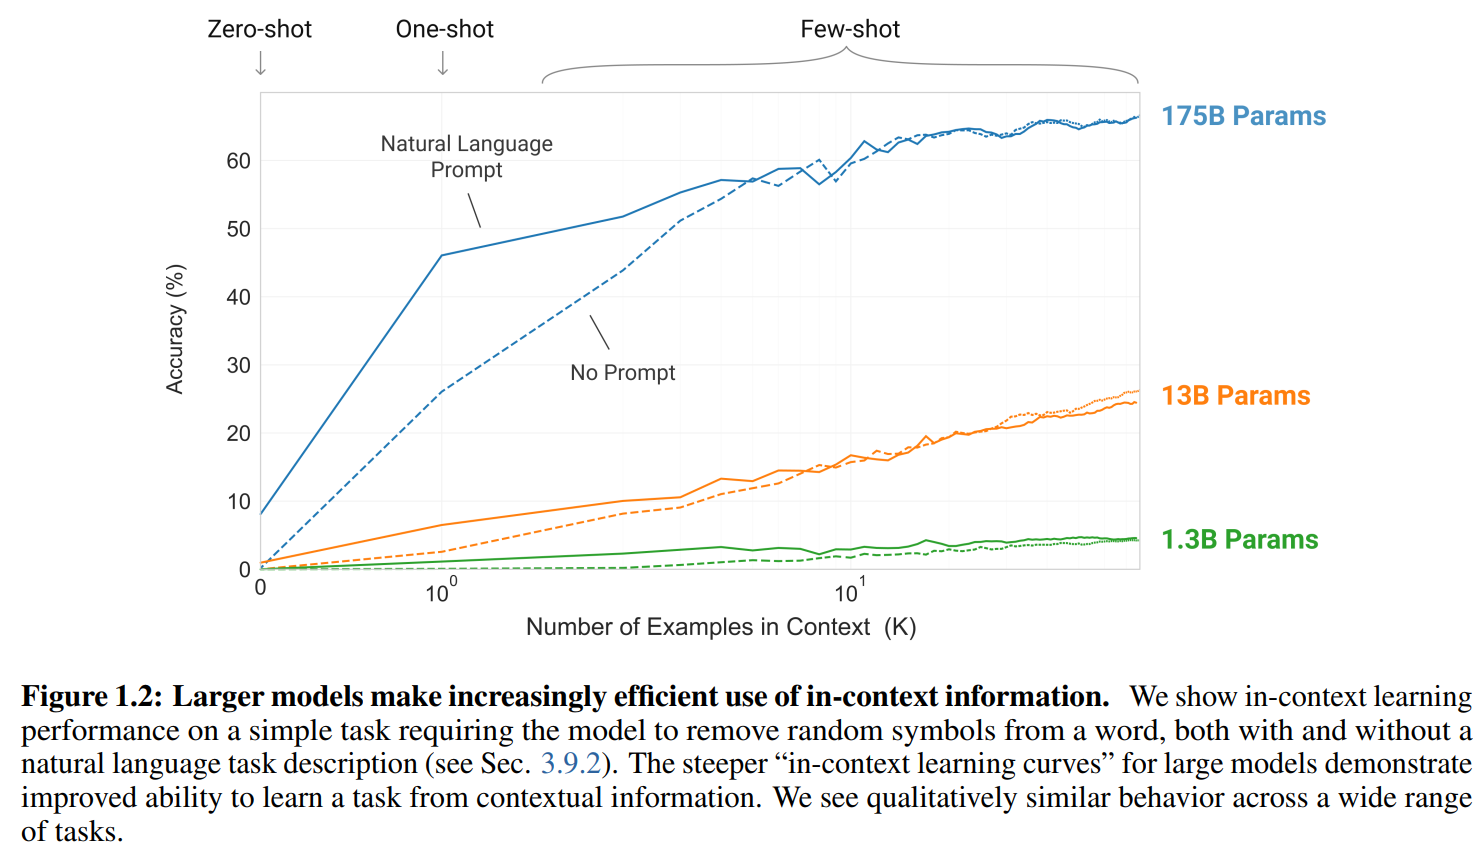 Zero-shot One-shot Few-shot
175B Params
Natural Language
Prompt
No Prompt
13B Params
1.3B Params
Accuracy (%)
60
50
40
30
20
10
0
0 10⁰ 10¹
Number of Examples in Context (K)
Figure 1.2: Larger models make increasingly efficient use of in-context information. We show in-context learning
performance on a simple task requiring the model to remove random symbols from a word, both with and without a
natural language task description (see Sec. 3.9.2). The steeper “in-context learning curves” for large models demonstrate
improved ability to learn a task from contextual information. We see qualitatively similar behavior across a wide range
of tasks.